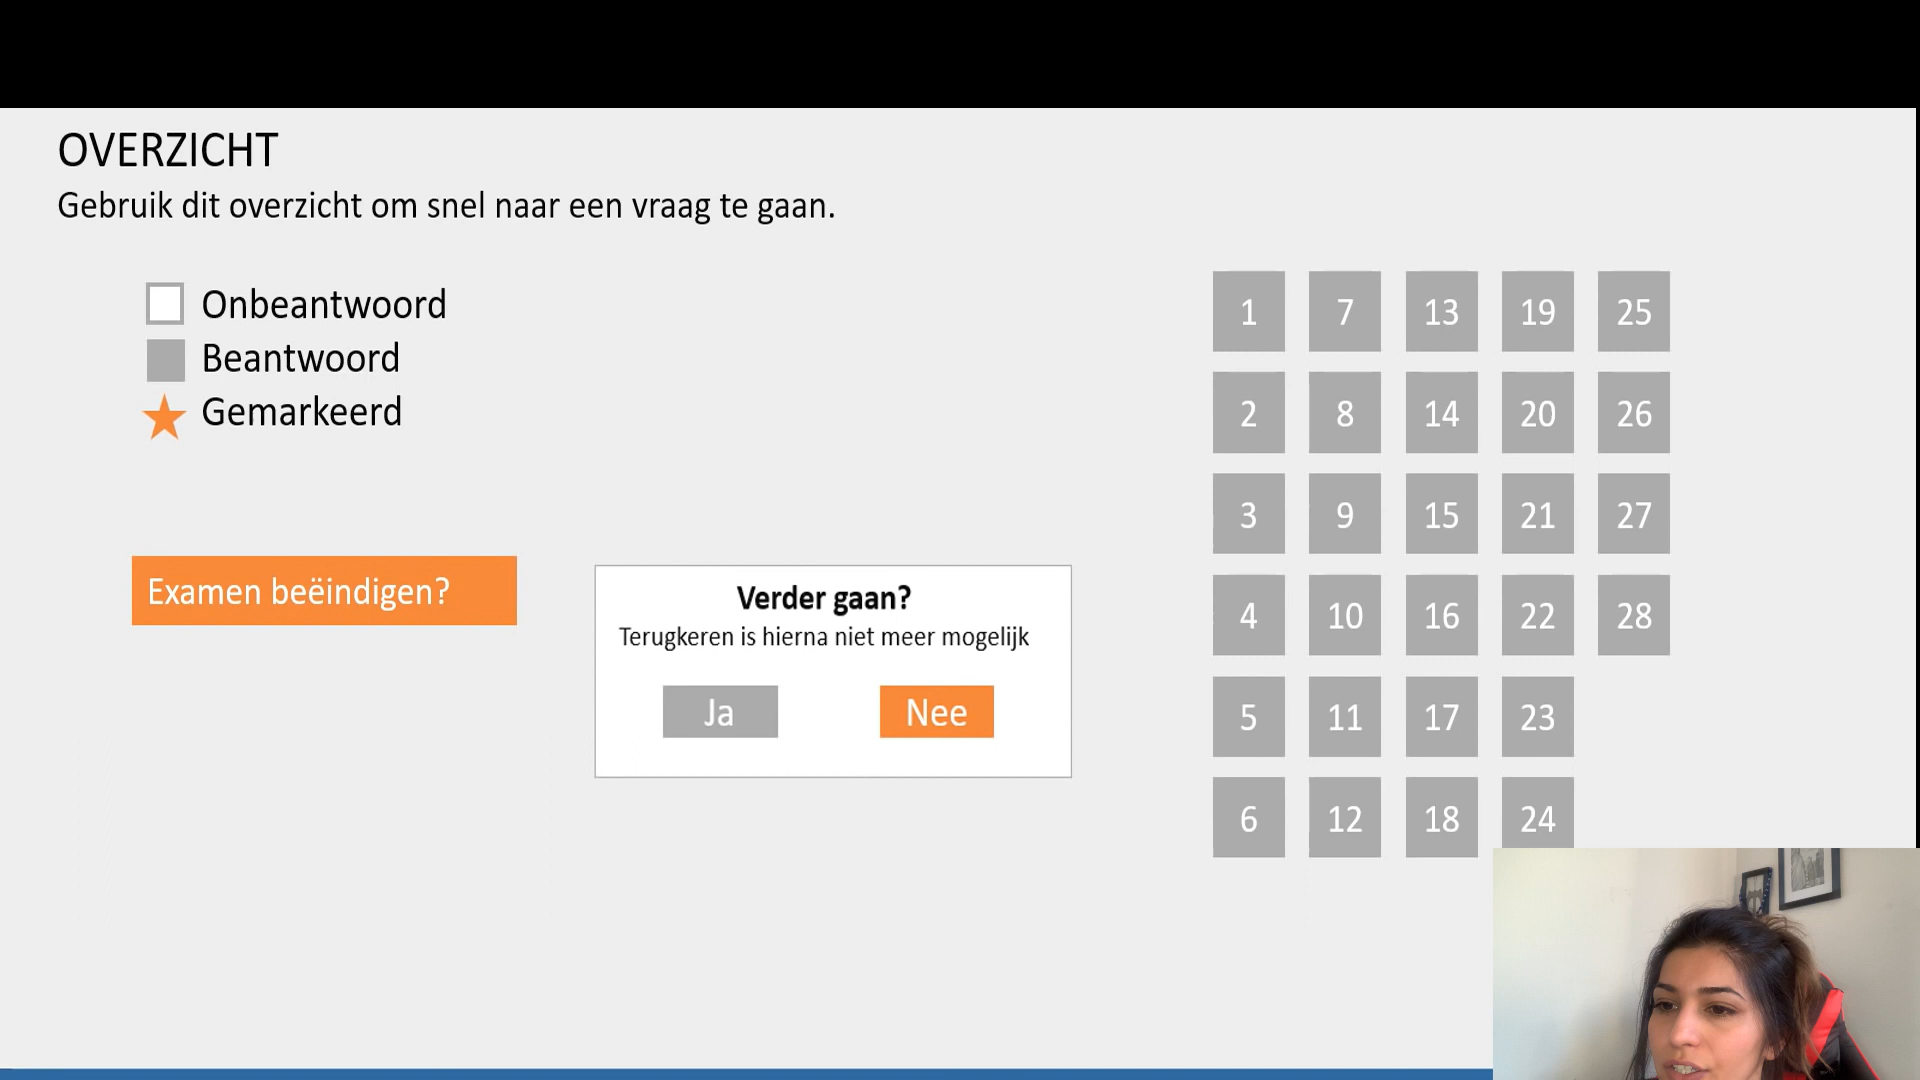 OVERZICHT
Gebruik dit overzicht om snel naar een vraag te gaan.
Onbeantwoord
Beantwoord
Gemarkeerd
Examen beëindigen?
Verder gaan?
Terugkeren is hierna niet meer mogelijk
Ja Nee
1 7 13 19 25
2 8 14 20 26
3 9 15 21 27
4 10 16 22 28
5 11 17 23
6 12 18 24